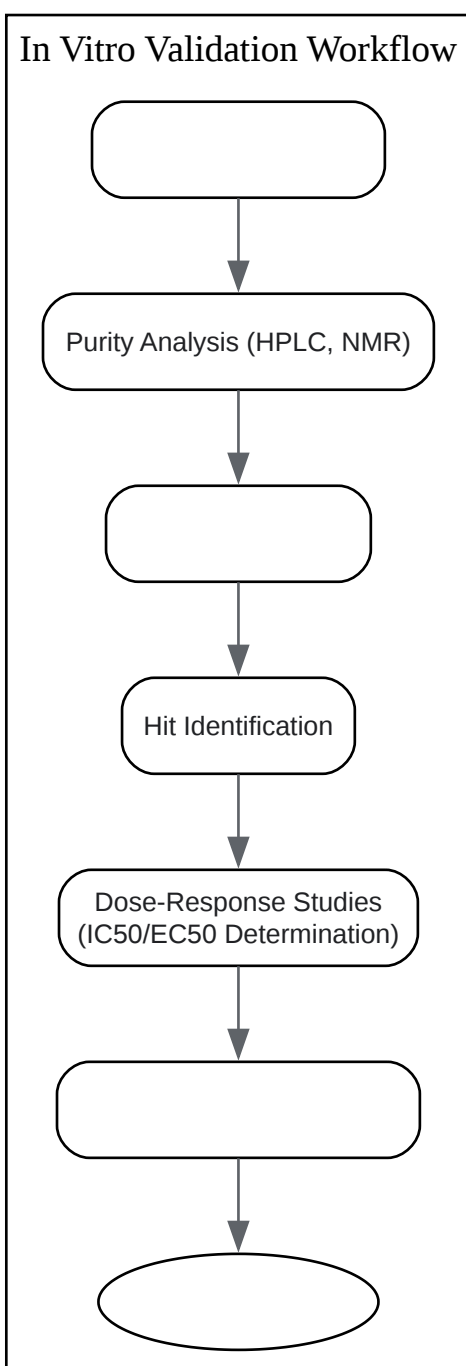 In Vitro Validation Workflow
Purity Analysis (HPLC, NMR)
Hit Identification
Dose-Response Studies
(IC50/EC50 Determination)